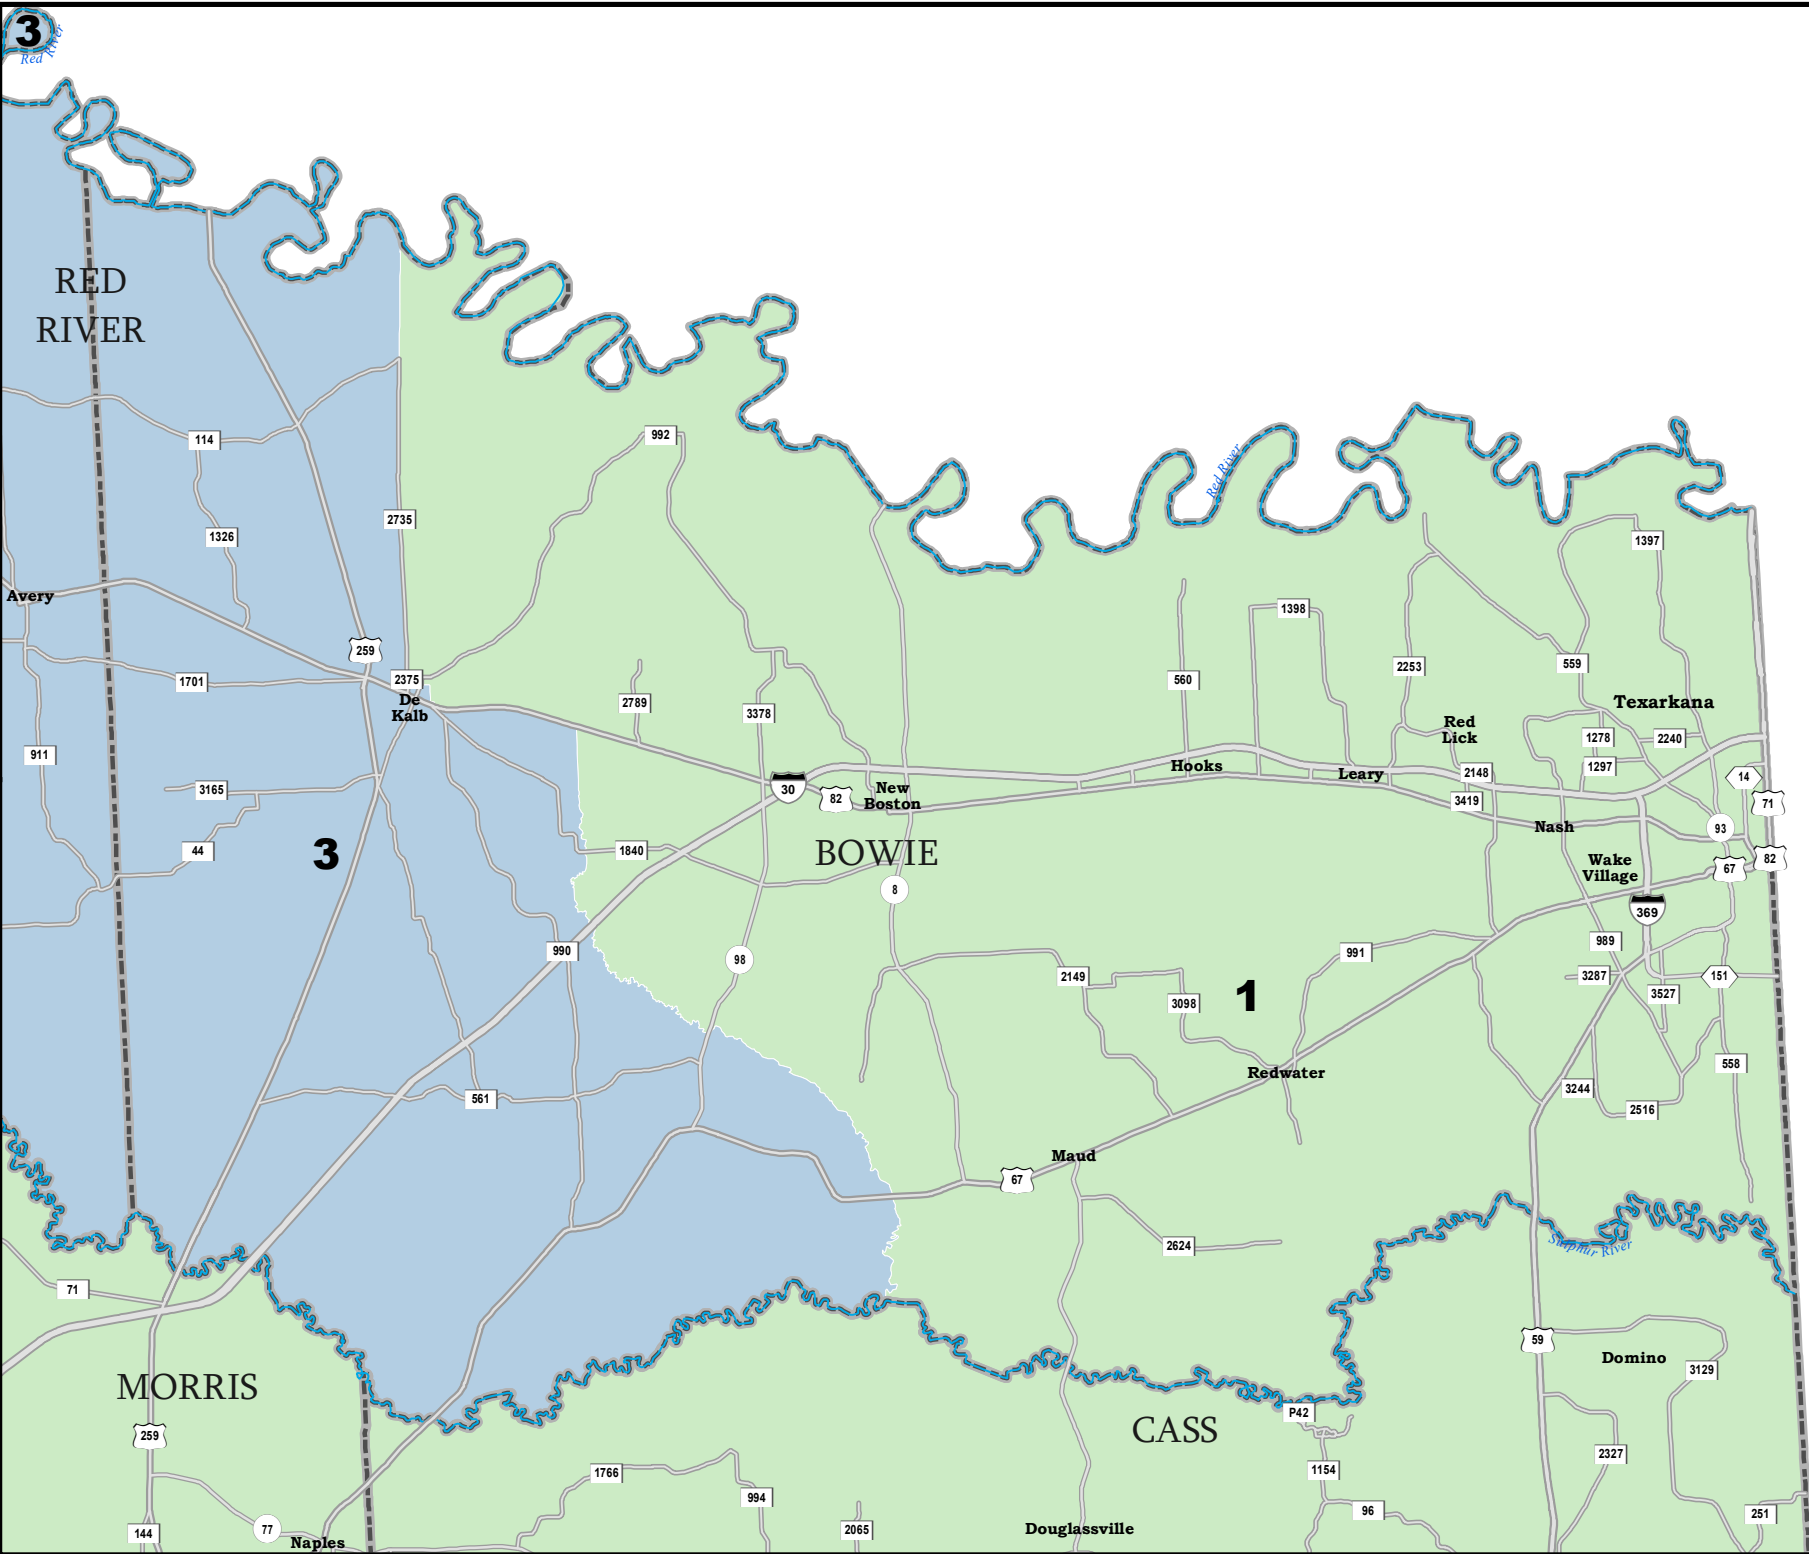 3
Red River
RED
RIVER
992
114
Red River
2735
1326
1397
Avery
1398
259
559
2253
1701
2375
560
De
Kalb
2789
3378
Texarkana
Red
Lick
1278
2240
911
Hooks
Leary
2148
1297
14
3165
30
82
New
Boston
3419
71
Nash
93
44
3
1840
BOWIE
Wake
Village
67
82
8
369
990
98
991
989
2149
3287
151
3098
1
3527
Redwater
558
561
3244
2516
Maud
67
2624
Sulphur River
71
59
Domino
3129
MORRIS
P42
CASS
259
2327
1766
1154
994
96
251
144
77
2065
Douglassville
Naples